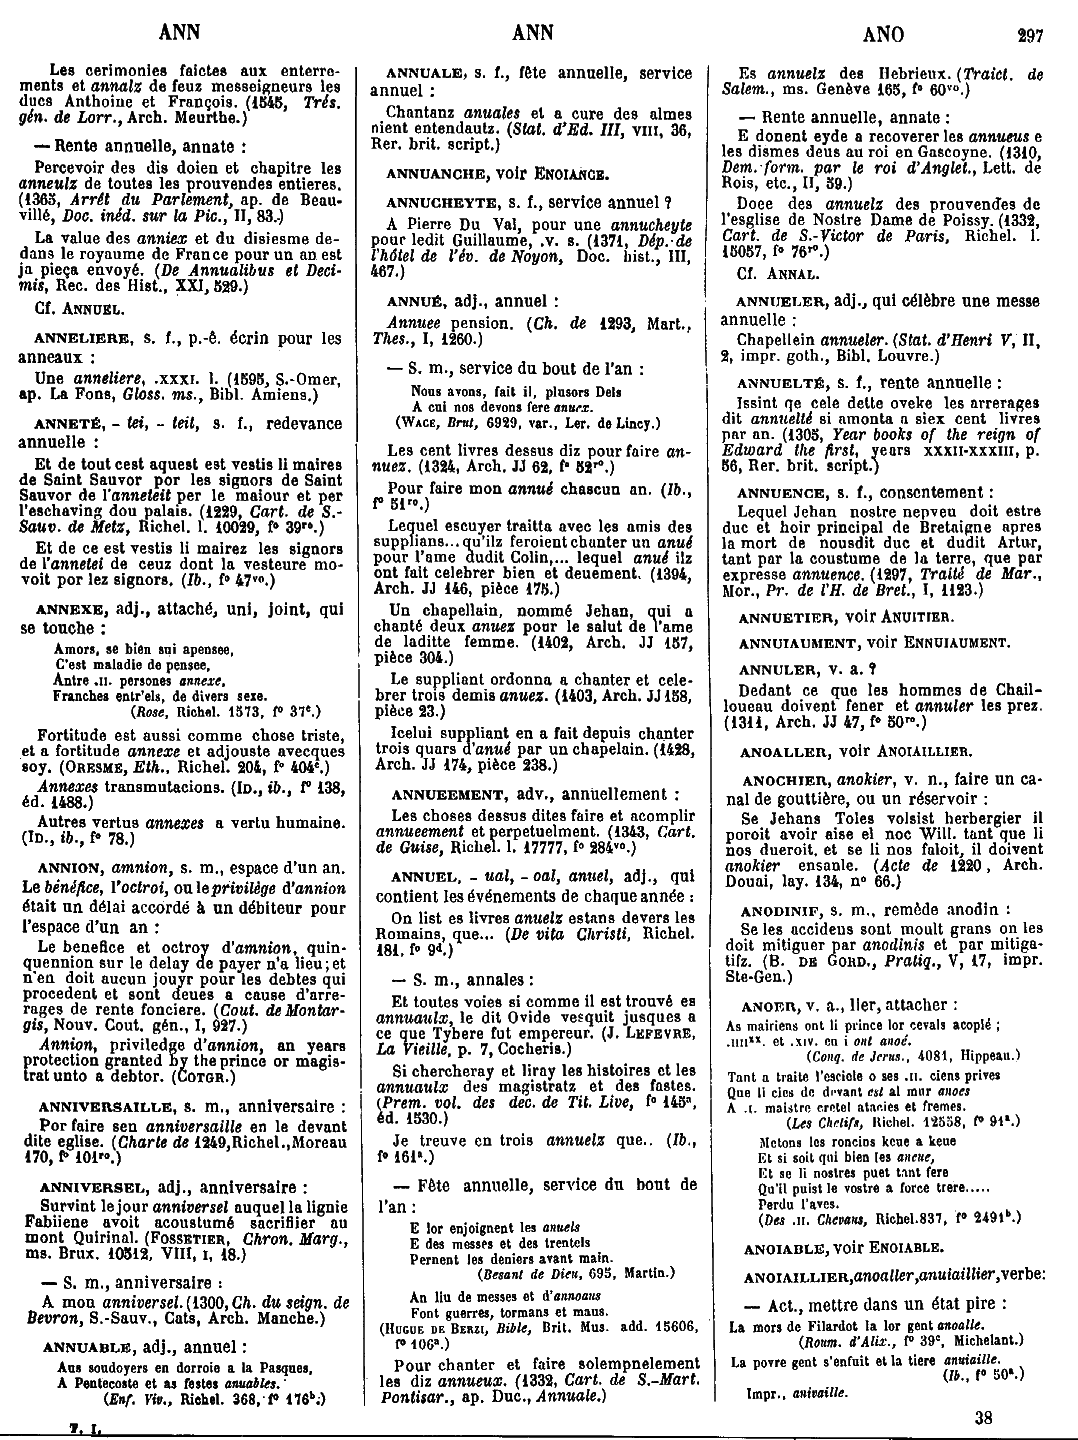 ANN
ANN
ANO
297
Les cerimonies faictes aux enterre-
ments et annalz de feuz messeigneurs les
ducs Anthoine et François. (1545, Trés.
gén. de Lorr., Arch. Meurthe.)
— Rente annuelle, annate :
Percevoir des dis doien et chapitre les
anneulz de toutes les prouvendes entieres.
(1365, Arrêt du Parlement, ap. de Beau-
villé, Doc. inéd. sur la Pic., II, 83.)
La value des anniex et du disiesme de-
dans le royaume de France pour un an est
ja pieça envoyé. (De Annualibus et Deci-
mis, Rec. des Hist., XXI, 529.)
Cf. ANNUEL.
ANNELIERE, s. f., p.-ê. écrin pour les
anneaux :
Une anneliere, .XXXI. l. (1595, S.-Omer,
ap. La Fons, Gloss. ms., Bibl. Amiens.)
ANNETÉ, - tei, - teit, s. f., redevance
annuelle :
Et de tout cest aquest est vestis li maires
de Saint Sauvor por les signors de Saint
Sauvor de l'anneteit per le maiour et per
l'eschaving dou palais. (1229, Cart. de S.-
Sauv. de Metz, Richel. l. 10029, f° 39ro.)
Et de ce est vestis li mairez les signors
de l'annetei de ceuz dont la vesteure mo-
voit por lez signors. (Ib., f° 47vo.)
ANNEXE, adj., attaché, uni, joint, qui
se touche :
Amors, se bien sui apensee,
C'est maladie de pensee,
Antre .II. persones annexe,
Franches entr'els, de divers sexe.
(Rose, Richel. 1573, f° 37c.)
Fortitude est aussi comme chose triste,
et a fortitude annexe et adjouste avecques
soy. (ORESME, Eth., Richel. 204, f° 404c.)
Annexes transmutacions. (ID., ib., f° 138,
éd. 1488.)
Autres vertus annexes a vertu humaine.
(ID., ib., f° 78.)
ANNION, amnion, s. m., espace d'un an.
Le bénéfice, l'octroi, ou le privilège d'annion
était un délai accordé à un débiteur pour
l'espace d'un an :
Le benefice et octroy d'amnion, quin-
quennion sur le delay de payer n'a lieu; et
n'en doit aucun jouyr pour les debtes qui
procedent et sont deues a cause d'arre-
rages de rente fonciere. (Cout. de Montar-
gis, Nouv. Cout. gén., I, 927.)
Annion, priviledge d'annion, an years
protection granted by the prince or magis-
trat unto a debtor. (COTGR.)
ANNIVERSAILLE, s. m., anniversaire :
Por faire sen anniversaille en le devant
dite eglise. (Charte de 1249, Richel., Moreau
170, f° 101ro.)
ANNIVERSEL, adj., anniversaire :
Survint le jour anniversel auquel la lignie
Fabiiene avoit acoustumé sacrifiier au
mont Quirinal. (FOSSETIER, Chron. Marg.,
ms. Brux. 10512, VIII, I, 18.)
— S. m., anniversaire :
A mon anniversel. (1300, Ch. du seign. de
Bevron, S.-Sauv., Cats, Arch. Manche.)
ANNUABLE, adj., annuel :
Aus soudoyers en dorroie a la Pasques,
A Pentecoste et as festes anuables.
(Enf. Viv., Richel. 368, f° 176b.)
T. I.
ANNUALE, s. f., fête annuelle, service
annuel :
Chantanz anuales et a cure des almes
nient entendautz. (Stat. d'Ed. III, VIII, 36,
Rer. brit. script.)
ANNUANCHE, voir ENOIANCE.
ANNUCHEYTE, s. f., service annuel ?
A Pierre Du Val, pour une annucheyte
pour ledit Guillaume, .v. s. (1371, Dép. de
l'hôtel de l'év. de Noyon, Doc. hist., III,
467.)
ANNUÉ, adj., annuel :
Annuee pension. (Ch. de 1293, Mart.,
Thes., I, 1260.)
— S. m., service du bout de l'an :
Nous avons, fait il, plusors Deis
A cui nos devons fere anuex.
(WACE, Brut, 6929, var., Ler. de Lincy.)
Les cent livres dessus diz pour faire an-
nuez. (1324, Arch. JJ 62, f° 52ro.)
Pour faire mon annué chascun an. (Ib.,
f° 51ro.)
Lequel escuyer traitta avec les amis des
supplians... qu'ilz feroient chanter un anué
pour l'ame dudit Colin,... lequel anué ilz
ont fait celebrer bien et deuement. (1394,
Arch. JJ 146, pièce 175.)
Un chapellain, nommé Jehan, qui a
chanté deux anuez pour le salut de l'ame
de laditte femme. (1402, Arch. JJ 157,
pièce 304.)
Le suppliant ordonna a chanter et cele-
brer trois demis anuez. (1403, Arch. JJ 158,
pièce 23.)
Icelui suppliant en a fait depuis chanter
trois quars d'anué par un chapelain. (1428,
Arch. JJ 174, pièce 238.)
ANNUEEMENT, adv., annuellement :
Les choses dessus dites faire et acomplir
annueement et perpetuelment. (1343, Cart.
de Guise, Richel. l. 17777, f° 284vo.)
ANNUEL, - ual, - oal, anuel, adj., qui
contient les événements de chaque année :
On list es livres anuelz estans devers les
Romains, que... (De vita Christi, Richel.
181, f° 9d.)
— S. m., annales :
Et toutes voies si comme il est trouvé es
annuaulx, le dit Ovide vesquit jusques a
ce que Tybere fut empereur. (J. LEFEVRE,
La Vieille, p. 7, Cocheris.)
Si chercheray et liray les histoires et les
annuaulx des magistratz et des fastes.
(Prem. vol. des dec. de Tit. Live, f° 145a,
éd. 1530.)
Je treuve en trois annuelz que.. (Ib.,
f° 161a.)
— Fête annuelle, service du bout de
l'an :
E lor enjoignent les anuels
E des messes et des trentels
Pernent les deniers avant main.
(Besant de Dieu, 695, Martin.)
An liu de messes et d'annoaus
Font guerres, tormans et maus.
(HUGUE DE BERZI, Bible, Brit. Mus. add. 15606,
f° 106a.)
Pour chanter et faire solempnelement
les diz annueux. (1332, Cart. de S.-Mart.
Pontisar., ap. Duc., Annuale.)
Es annuelz des Hebrieux. (Traict. de
Salem., ms. Genève 165, f° 60vo.)
— Rente annuelle, annate :
E donent eyde a recoverer les annueus e
les dismes deus au roi en Gascoyne. (1310,
Dem. form. par le roi d'Anglet., Lett. de
Rois, etc., II, 39.)
Doce des annuelz des prouvendes de
l'esglise de Nostre Dame de Poissy. (1332,
Cart. de S.-Victor de Paris, Richel. l.
15057, f° 76ro.)
Cf. ANNAL.
ANNUELER, adj., qui célèbre une messe
annuelle :
Chapellein annueler. (Stat. d'Henri V, II,
2, impr. goth., Bibl. Louvre.)
ANNUELTÉ, s. f., rente annuelle :
Issint qe cele dette oveke les arrerages
dit annuelté si amonta a siex cent livres
par an. (1305, Year books of the reign of
Edward the first, years XXXII-XXXIII, p.
56, Rer. brit. script.)
ANNUENCE, s. f., consentement :
Lequel Jehan nostre nepveu doit estre
duc et hoir principal de Bretaigne apres
la mort de nousdit duc et dudit Artur,
tant par la coustume de la terre, que par
expresse annuence. (1297, Traité de Mar.,
Mor., Pr. de l'H. de Bret., I, 1123.)
ANNUETIER, voir ANUITIER.
ANNUIAUMENT, voir ENNUIAUMENT.
ANNULER, v. a. ?
Dedant ce que les hommes de Chail-
loueau doivent fener et annuler les prez.
(1311, Arch. JJ 47, f° 50ro.)
ANOALLER, voir ANOIAILLIER.
ANOCHIER, anokier, v. n., faire un ca-
nal de gouttière, ou un réservoir :
Se Jehans Toles volsist herbergier il
poroit avoir aise el noc Will. tant que li
nos dueroit, et se li nos faloit, il doivent
anokier ensanle. (Acte de 1220, Arch.
Douai, lay. 134, n° 66.)
ANODINIF, s. m., remède anodin :
Se les accidens sont moult grans on les
doit mitiguer par anodinis et par mitiga-
tifz. (B. DE GORD., Pratiq., V, 17, impr.
Ste-Gen.)
ANOER, v. a., lier, attacher :
As mairiens ont li prince lor cevals acoplé ;
.IIIIxx. et .XIV. en i ont anoé.
(Conq. de Jerus., 4081, Hippeau.)
Tant a traite l'esciole o ses .II. ciens prives
Que li cies de devant est al mur anoes
A .I. maistre cretel atacies et fremes.
(Les Chetifs, Richel. 12558, f° 91a.)
Metons les roncins keue a keue
Et si soit qui bien les aneue,
Et se li nostres puet tant fere
Qu'il puist le vostre a force trere.....
Perdu l'aves.
(Des .II. Chevaus, Richel. 837, f° 2491b.)
ANOIABLE, voir ENOIABLE.
ANOIAILLIER, anoaller, anuiaillier, verbe:
— Act., mettre dans un état pire :
La mors de Filardot la lor gent anoalle.
(Roum. d'Alix., f° 39c, Michelant.)
La povre gent s'enfuit et la tiere anuiaille.
(Ib., f° 50a.)
Impr., anivaille.
38